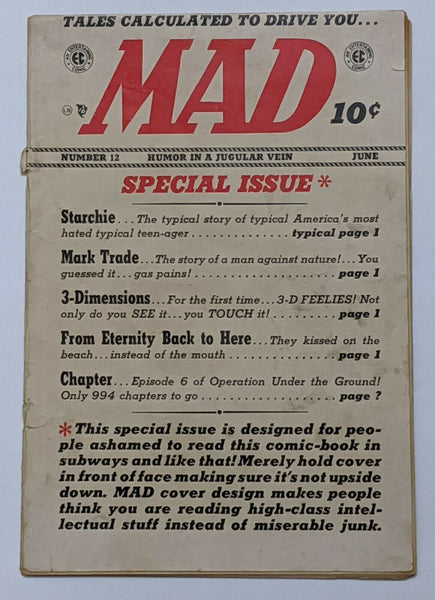 TALES CALCULATED TO DRIVE YOU...
AN ENTERTAINING
EC
COMIC
AN ENTERTAINING
EC
COMIC
MAD
10¢
NUMBER 12 HUMOR IN A JUGULAR VEIN JUNE
SPECIAL ISSUE *
Starchie... The typical story of typical America's most
hated typical teen-ager .............. typical page 1
Mark Trade... The story of a man against nature!...You
guessed it... gas pains! .................... page 1
3-Dimensions... For the first time... 3-D FEELIES! Not
only do you SEE it... you TOUCH it! ......... page 1
From Eternity Back to Here... They kissed on the
beach... instead of the mouth ................ page 1
Chapter... Episode 6 of Operation Under the Ground!
Only 994 chapters to go .................... page ?
* This special issue is designed for peo-
ple ashamed to read this comic-book in
subways and like that! Merely hold cover
in front of face making sure it's not upside
down. MAD cover design makes people
think you are reading high-class intel-
lectual stuff instead of miserable junk.